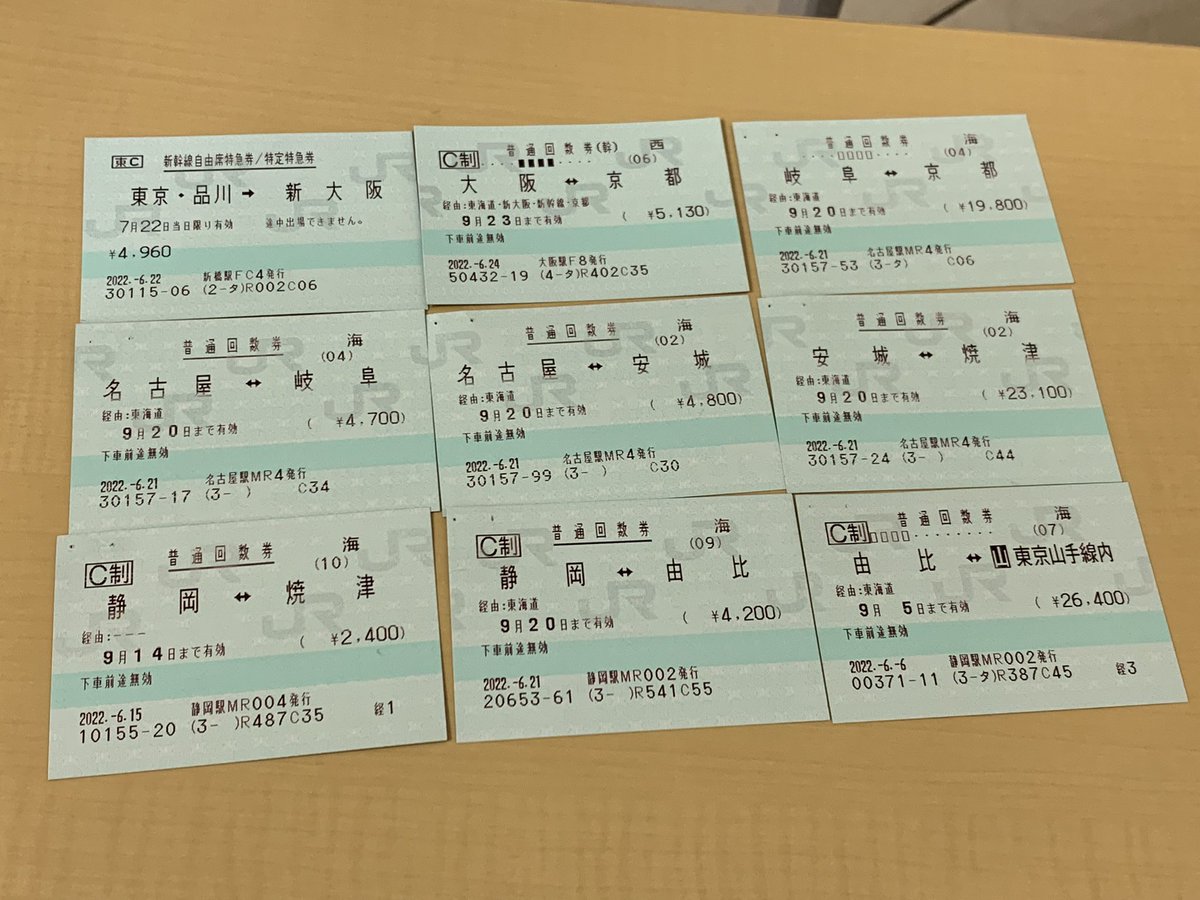 東C 新幹線自由席特急券/特定特急券
東京・品川 → 新大阪
7月22日当日限り有効 途中出場できません。
¥4,960
2022.-6.22 新橋駅FC4発行
30115-06 (2-タ)R002C06
C制 普通回数券(幹) 西
····■■■■···· (06)
大阪 ↔ 京都
経由:東海道・新大阪・新幹線・京都
9月23日まで有効 ( ¥5,130)
下車前途無効
2022.-6.24 大阪駅F8発行
50432-19 (4-タ)R402C35
普通回数券 海
····□□□□···· (04)
岐阜 ↔ 京都
経由:東海道
9月20日まで有効 ( ¥19,800)
下車前途無効
2022.-6.21 名古屋駅MR4発行
30157-53 (3-タ) C06
普通回数券 海
(04)
名古屋 ↔ 岐阜
経由:東海道
9月20日まで有効 ( ¥4,700)
下車前途無効
2022.-6.21 名古屋駅MR4発行
30157-17 (3- ) C34
普通回数券 海
(02)
名古屋 ↔ 安城
経由:東海道
9月20日まで有効 ( ¥4,800)
下車前途無効
2022.-6.21 名古屋駅MR4発行
30157-99 (3- ) C30
普通回数券 海
(02)
安城 ↔ 焼津
経由:東海道
9月20日まで有効 ( ¥23,100)
下車前途無効
2022.-6.21 名古屋駅MR4発行
30157-24 (3- ) C44
C制 普通回数券 海
(10)
静岡 ↔ 焼津
経由:---
9月14日まで有効 ( ¥2,400)
下車前途無効
2022.-6.15 静岡駅MR004発行
10155-20 (3- )R487C35 経1
C制 普通回数券 海
(09)
静岡 ↔ 由比
経由:東海道
9月20日まで有効 ( ¥4,200)
下車前途無効
2022.-6.21 静岡駅MR002発行
20653-61 (3- )R541C55
C制 普通回数券 海
□□□□········ (07)
由比 ↔ 山 東京山手線内
経由:東海道
9月 5日まで有効 ( ¥26,400)
下車前途無効
2022.-6.-6 静岡駅MR002発行
00371-11 (3-タ)R387C45 経3